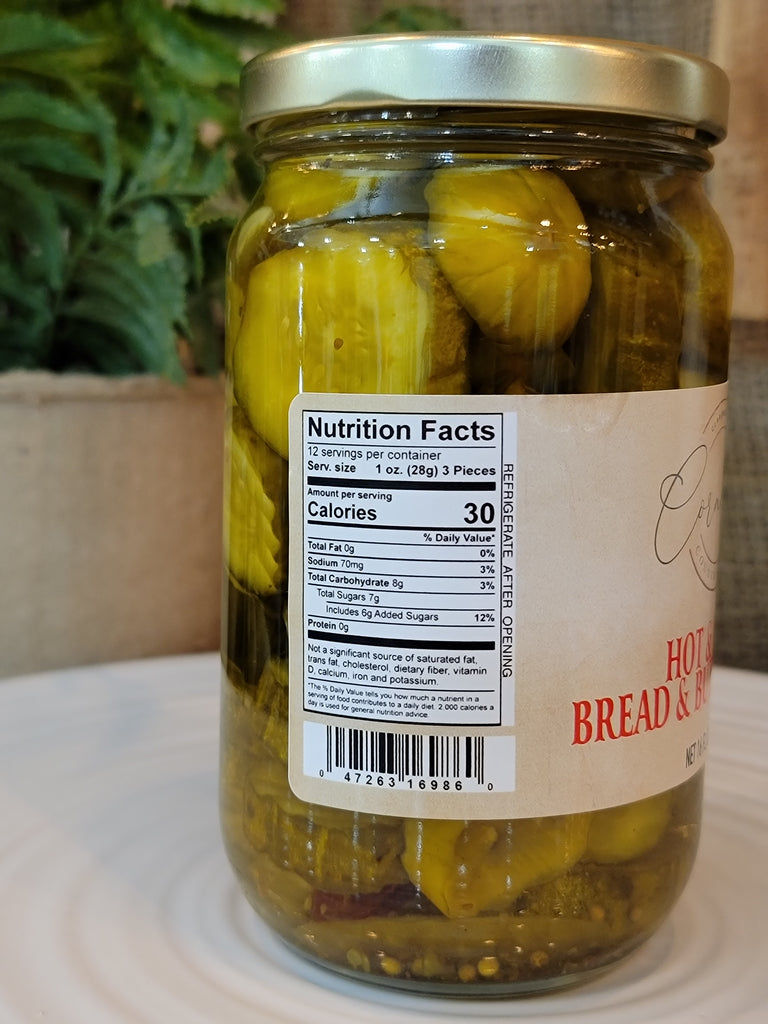 Nutrition Facts
12 servings per container
Serv. size 1 oz. (28g) 3 Pieces
Amount per serving
Calories 30
% Daily Value*
Total Fat 0g 0%
Sodium 70mg 3%
Total Carbohydrate 8g 3%
Total Sugars 7g
Includes 6g Added Sugars 12%
Protein 0g
Not a significant source of saturated fat,
trans fat, cholesterol, dietary fiber, vitamin
D, calcium, iron and potassium.
*The % Daily Value tells you how much a nutrient in a
serving of food contributes to a daily diet. 2,000 calories a
day is used for general nutrition advice.
REFRIGERATE AFTER OPENING
0 47263 16986 0
HOT
BREAD & BU
NET